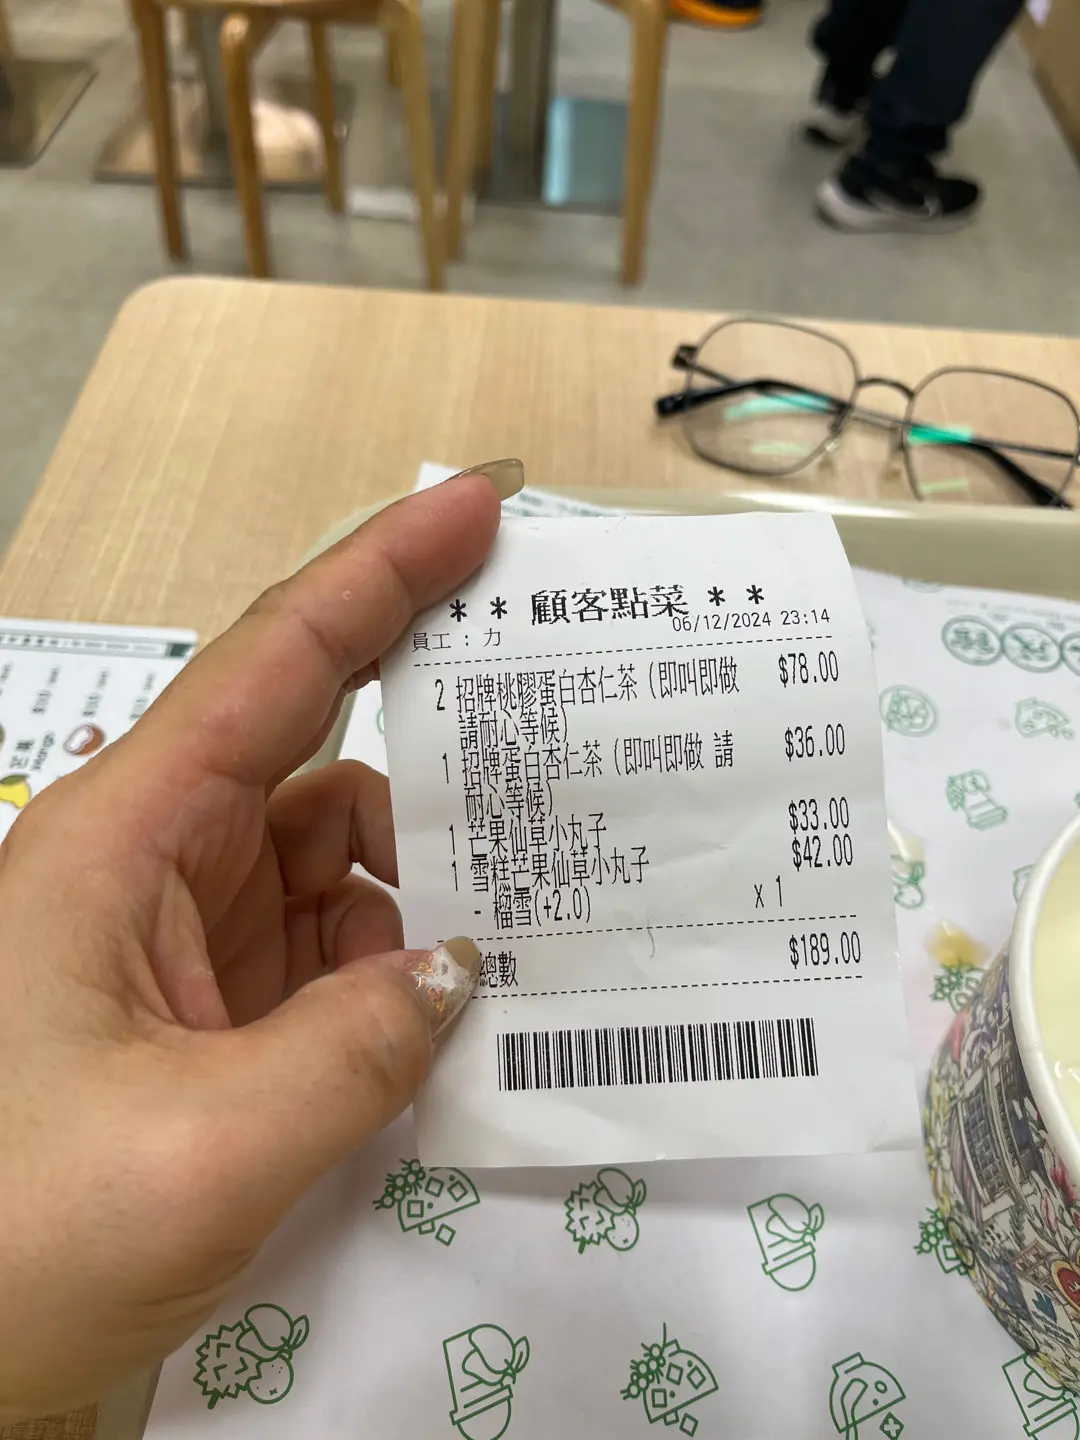 * * 顧客點菜 * *
06/12/2024 23:14
員工 : 力
2 招牌桃膠蛋白杏仁茶 (即叫即做 $78.00
請耐心等候)
1 招牌蛋白杏仁茶 (即叫即做 請 $36.00
耐心等候)
1 芒果仙草小丸子 $33.00
1 雪糕芒果仙草小丸子 $42.00
- 榴雪(+2.0) x 1
總數 $189.00
芒果
Mango